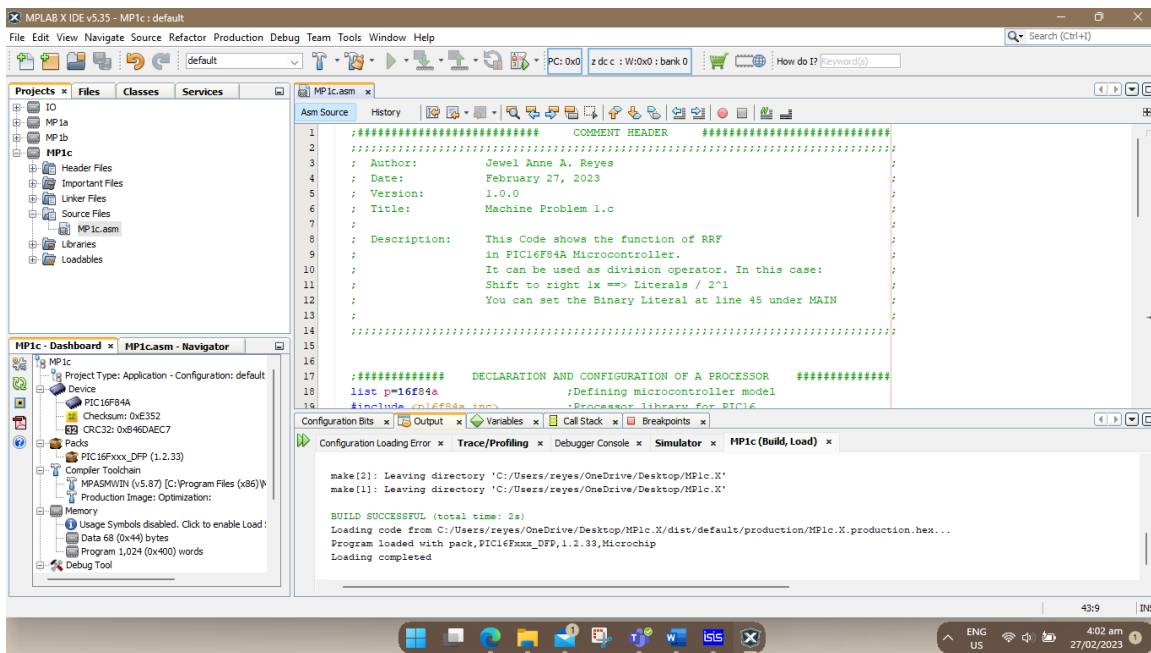 MPLAB X IDE v5.35 - MP1c : default
File Edit View Navigate Source Refactor Production Debug Team Tools Window Help
Search (Ctrl+I)
default
PC: 0x0
z dc c : W:0x0 : bank 0
How do I? Keyword(s)
Projects Files Classes Services
IO
MP1a
MP1b
MP1c
Header Files
Important Files
Linker Files
Source Files
MP1c.asm
Libraries
Loadables
MP1c - Dashboard MP1c.asm - Navigator
MP1c
Project Type: Application - Configuration: default
Device
PIC16F84A
Checksum: 0xE352
CRC32: 0xB46DAEC7
Packs
PIC16Fxxx_DFP (1.2.33)
Compiler Toolchain
MPASMWIN (v5.87) [C:\Program Files (x86)\
Production Image: Optimization:
Memory
Usage Symbols disabled. Click to enable Load
Data 68 (0x44) bytes
Program 1,024 (0x400) words
Debug Tool
MP1c.asm
Asm Source History
1 ;########################### COMMENT HEADER ############################
2 ;;;;;;;;;;;;;;;;;;;;;;;;;;;;;;;;;;;;;;;;;;;;;;;;;;;;;;;;;;;;;;;;;;;;;;;;;;;;;;;;;
3 ; Author: Jewel Anne A. Reyes ;
4 ; Date: February 27, 2023 ;
5 ; Version: 1.0.0 ;
6 ; Title: Machine Problem 1.c ;
7 ; ;
8 ; Description: This Code shows the function of RRF ;
9 ; in PIC16F84A Microcontroller. ;
10 ; It can be used as division operator. In this case: ;
11 ; Shift to right 1x ==> Literals / 2^1 ;
12 ; You can set the Binary Literal at line 45 under MAIN ;
13 ; ;
14 ;;;;;;;;;;;;;;;;;;;;;;;;;;;;;;;;;;;;;;;;;;;;;;;;;;;;;;;;;;;;;;;;;;;;;;;;;;;;;;;;;
15
16
17 ;############# DECLARATION AND CONFIGURATION OF A PROCESSOR ##############
18 list p=16f84a ;Defining microcontroller model
19 #include <p16f84a.inc> ;Processor library for PIC16
Configuration Bits Output Variables Call Stack Breakpoints
Configuration Loading Error Trace/Profiling Debugger Console Simulator MP1c (Build, Load)
make[2]: Leaving directory 'C:/Users/reyes/OneDrive/Desktop/MP1c.X'
make[1]: Leaving directory 'C:/Users/reyes/OneDrive/Desktop/MP1c.X'
BUILD SUCCESSFUL (total time: 2s)
Loading code from C:/Users/reyes/OneDrive/Desktop/MP1c.X/dist/default/production/MP1c.X.production.hex...
Program loaded with pack,PIC16Fxxx_DFP,1.2.33,Microchip
Loading completed
43:9
INS
isis
ENG
US
4:02 am
27/02/2023
1